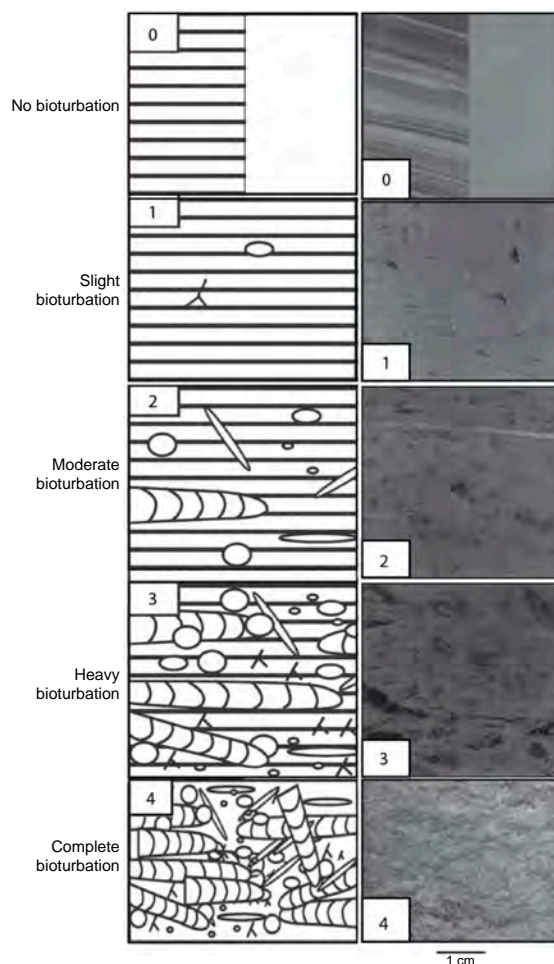 0
No bioturbation
0
1
Slight
bioturbation
1
2
Moderate
bioturbation
2
3
Heavy
bioturbation
3
4
Complete
bioturbation
4
1 cm